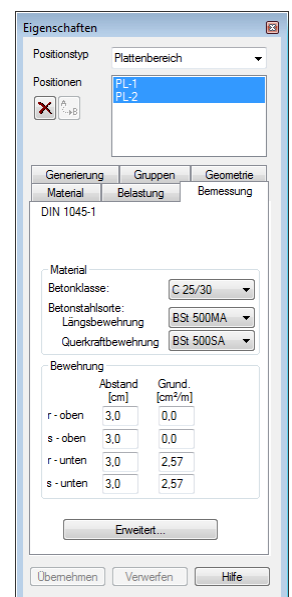 Eigenschaften
Positionstyp Plattenbereich
Positionen PL-1
PL-2
A
B
Generierung Gruppen Geometrie
Material Belastung Bemessung
DIN 1045-1
Material
Betonklasse: C 25/30
Betonstahlsorte:
Längsbewehrung BSt 500MA
Querkraftbewehrung BSt 500SA
Bewehrung
Abstand Grund.
[cm] [cm²/m]
r - oben 3,0 0,0
s - oben 3,0 0,0
r - unten 3,0 2,57
s - unten 3,0 2,57
Erweitert...
Übernehmen Verwerfen Hilfe